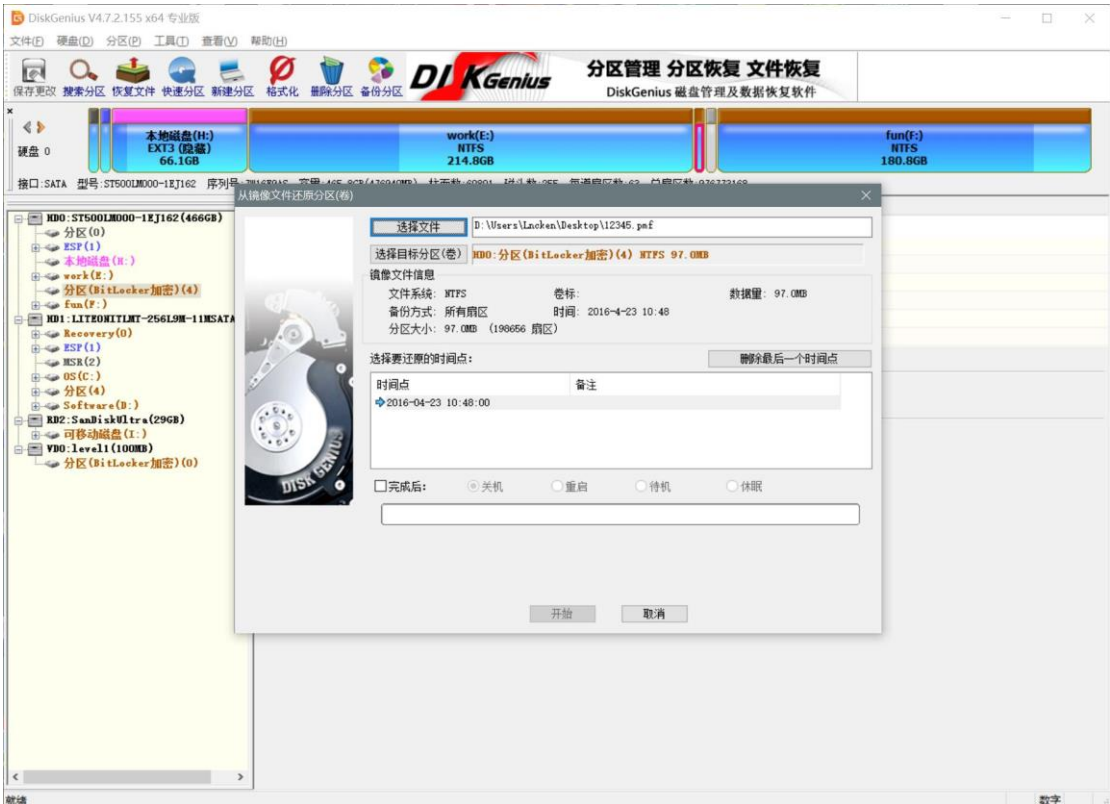 DiskGenius V4.7.2.155 x64 专业版
文件(F) 硬盘(D) 分区(P) 工具(T) 查看(V) 帮助(H)
保存更改 搜索分区 恢复文件 快速分区 新建分区 格式化 删除分区 备份分区
DISKGENIUS
分区管理 分区恢复 文件恢复
DiskGenius 磁盘管理及数据恢复软件
硬盘 0
本地磁盘(H:)
EXT3 (隐藏)
66.1GB
work(E:)
NTFS
214.8GB
fun(F:)
NTFS
180.8GB
接口:SATA 型号:ST500LM000-1EJ162 序列号
从镜像文件还原分区(卷)
选择文件 D:\Users\Lncken\Desktop\12345.pmf
选择目标分区(卷) HD0:分区(BitLocker加密)(4) NTFS 97.0MB
镜像文件信息
文件系统: NTFS 卷标: 数据量: 97.0MB
备份方式: 所有扇区 时间: 2016-4-23 10:48
分区大小: 97.0MB (198656 扇区)
选择要还原的时间点: 删除最后一个时间点
时间点 备注
2016-04-23 10:48:00
完成后: 关机 重启 待机 休眠
开始 取消
HD0:ST500LM000-1EJ162(466GB)
分区(0)
ESP(1)
本地磁盘(H:)
work(E:)
分区(BitLocker加密)(4)
fun(F:)
HD1:LITEONITLMT-256L9M-11MSATA
Recovery(0)
ESP(1)
MSR(2)
OS(C:)
分区(4)
Software(D:)
RD2:SanDiskUltra(29GB)
可移动磁盘(I:)
VD0:level1(100MB)
分区(BitLocker加密)(0)
DISK GENIUS
就绪 数字